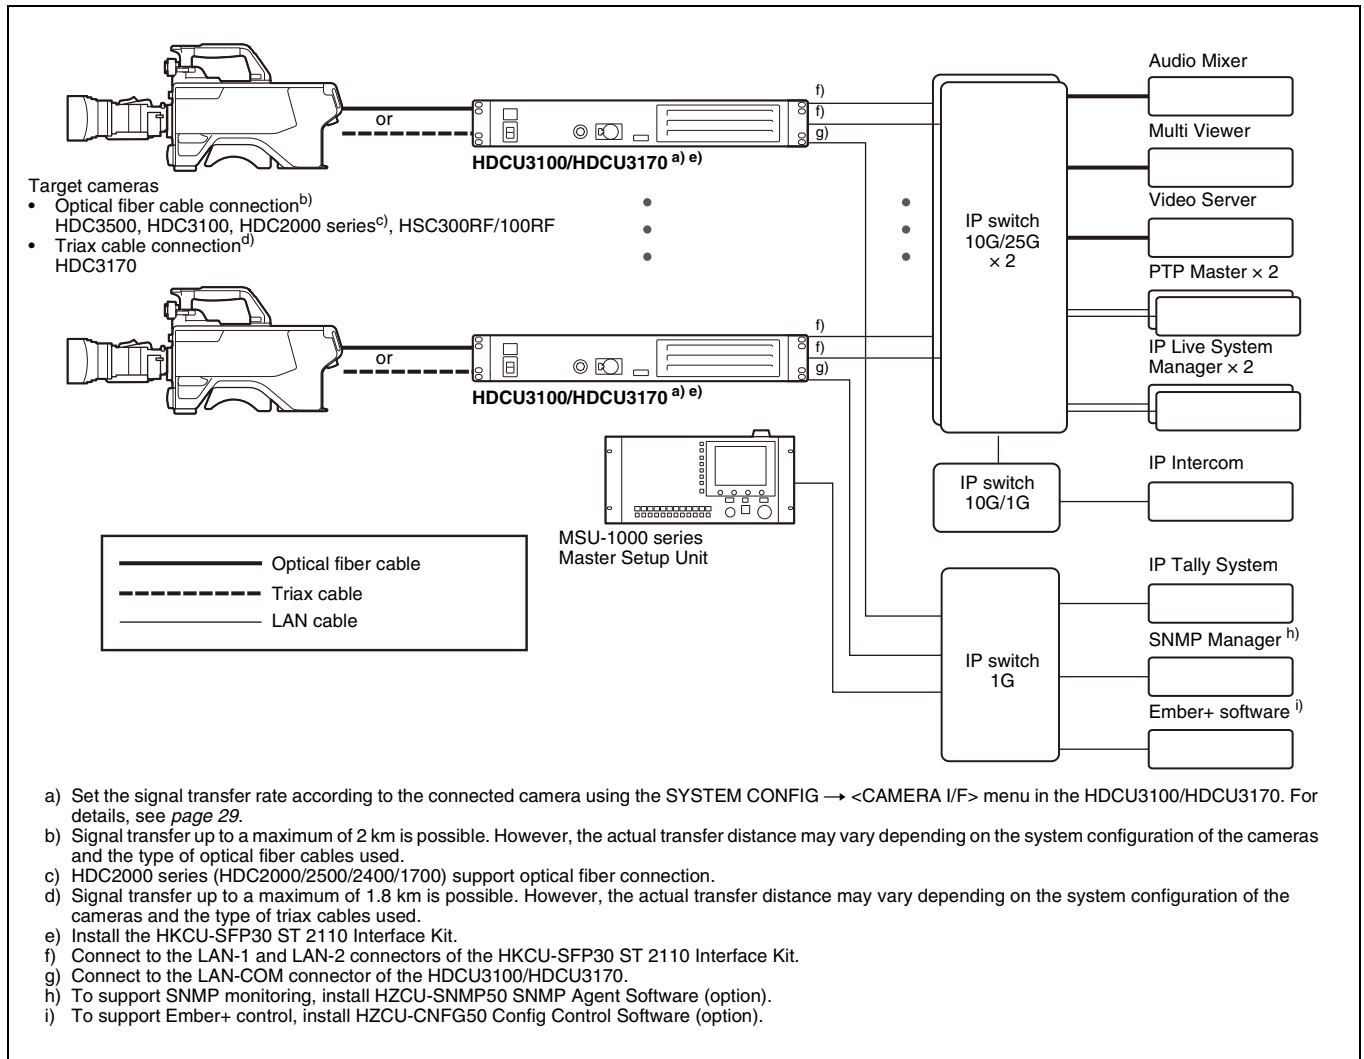 Audio Mixer
f)
or
f)
g)
HDCU3100/HDCU3170 a) e)
Multi Viewer
Target cameras
• Optical fiber cable connection b)
HDC3500, HDC3100, HDC2000 series c), HSC300RF/100RF
• Triax cable connection d)
HDC3170
Video Server
IP switch
10G/25G
× 2
PTP Master × 2
f)
or
f)
g)
HDCU3100/HDCU3170 a) e)
IP Live System
Manager × 2
IP Intercom
IP switch
10G/1G
MSU-1000 series
Master Setup Unit
Optical fiber cable
Triax cable
LAN cable
IP Tally System
SNMP Manager h)
IP switch
1G
Ember+ software i)
a) Set the signal transfer rate according to the connected camera using the SYSTEM CONFIG → <CAMERA I/F> menu in the HDCU3100/HDCU3170. For
details, see page 29.
b) Signal transfer up to a maximum of 2 km is possible. However, the actual transfer distance may vary depending on the system configuration of the cameras
and the type of optical fiber cables used.
c) HDC2000 series (HDC2000/2500/2400/1700) support optical fiber connection.
d) Signal transfer up to a maximum of 1.8 km is possible. However, the actual transfer distance may vary depending on the system configuration of the
cameras and the type of triax cables used.
e) Install the HKCU-SFP30 ST 2110 Interface Kit.
f) Connect to the LAN-1 and LAN-2 connectors of the HKCU-SFP30 ST 2110 Interface Kit.
g) Connect to the LAN-COM connector of the HDCU3100/HDCU3170.
h) To support SNMP monitoring, install HZCU-SNMP50 SNMP Agent Software (option).
i) To support Ember+ control, install HZCU-CNFG50 Config Control Software (option).